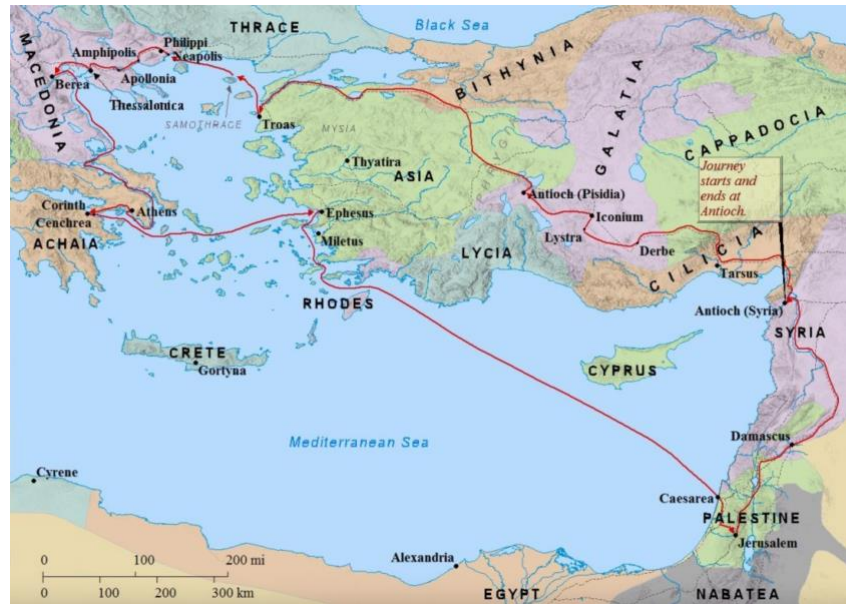 Black Sea
THRACE
MACEDONIA
Amphipolis
Philippi
Neapolis
BITHYNIA
PONTUS
Berea
Apollonia
Thessalonica
SAMOTHRACE
Troas
MYSIA
GALATIA
CAPPADOCIA
Thyatira
ASIA
Journey
starts and
ends at
Antioch.
Antioch (Pisidia)
Corinth
Cenchrea
Athens
Ephesus
Iconium
ACHAIA
Miletus
Lystra
Derbe
LYCIA
CILICIA
Tarsus
RHODES
Antioch (Syria)
SYRIA
CRETE
Gortyna
CYPRUS
Mediterranean Sea
Damascus
Cyrene
Caesarea
PALESTINE
Jerusalem
0 100 200 mi
0 100 200 300 km
Alexandria
EGYPT
NABATEA